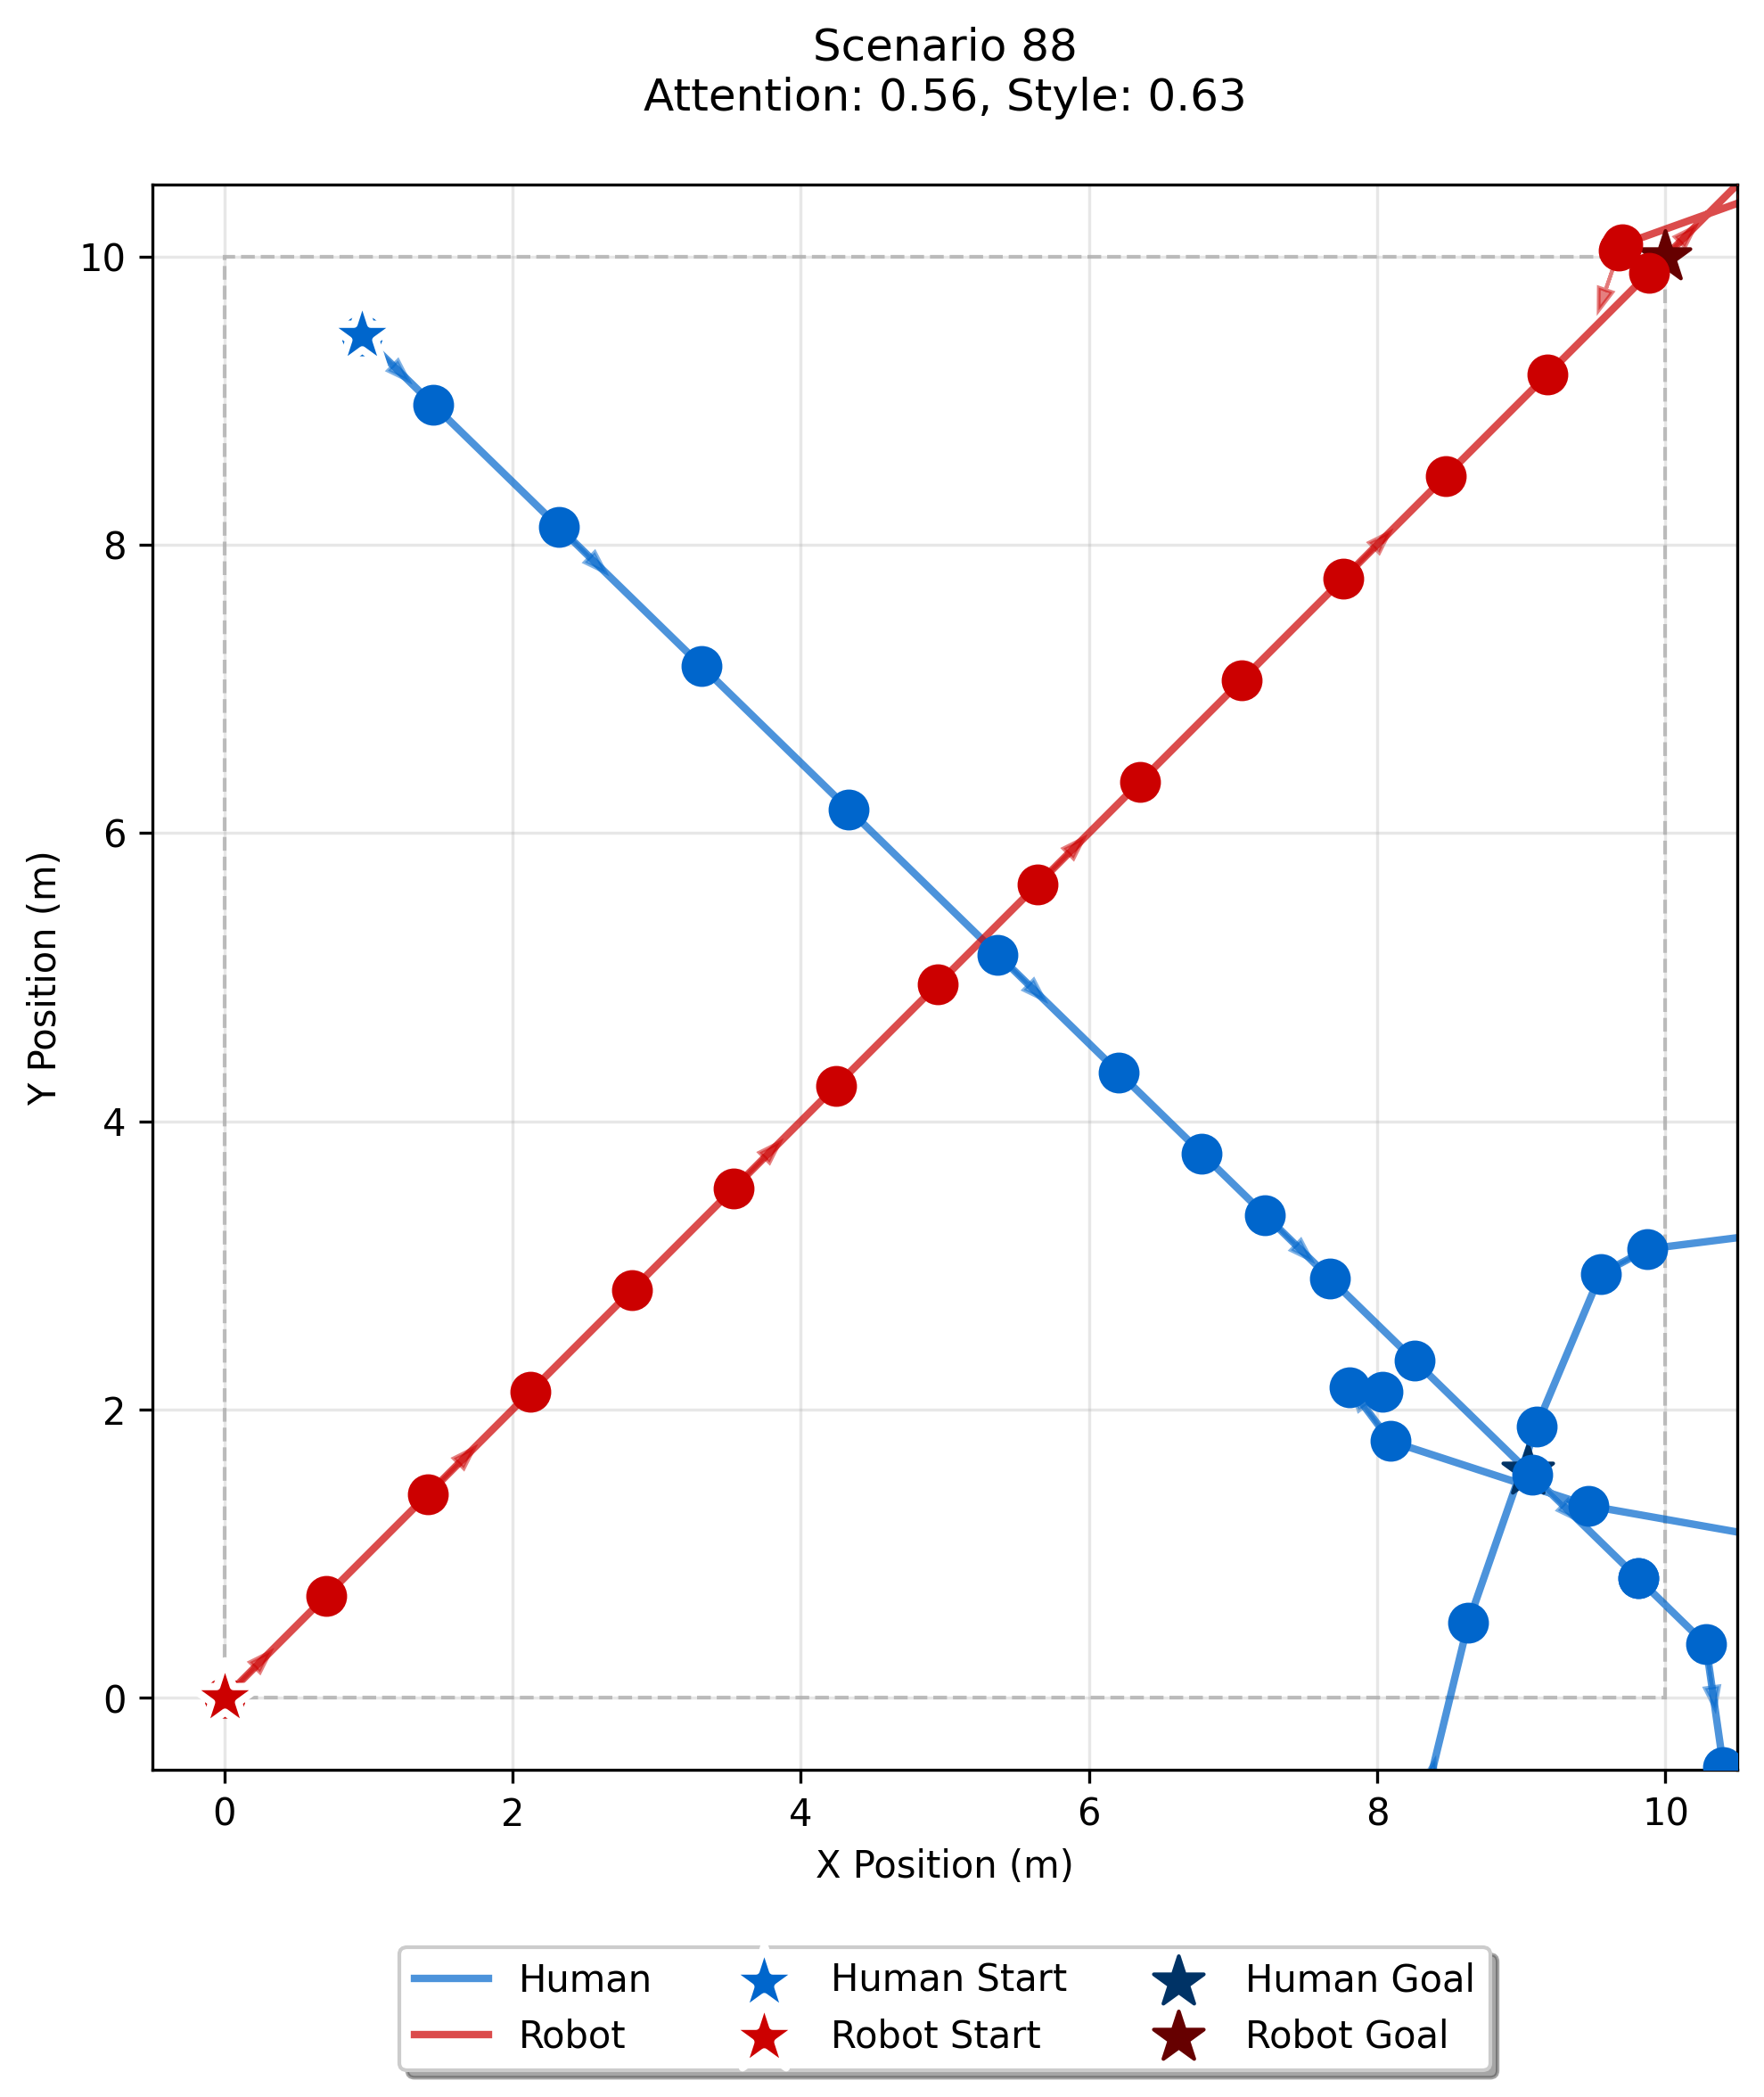 Scenario 88
Attention: 0.56, Style: 0.63
10
8
6
4
2
0
Y Position (m)
0 2 4 6 8 10
X Position (m)
Human Human Start Human Goal
Robot Robot Start Robot Goal